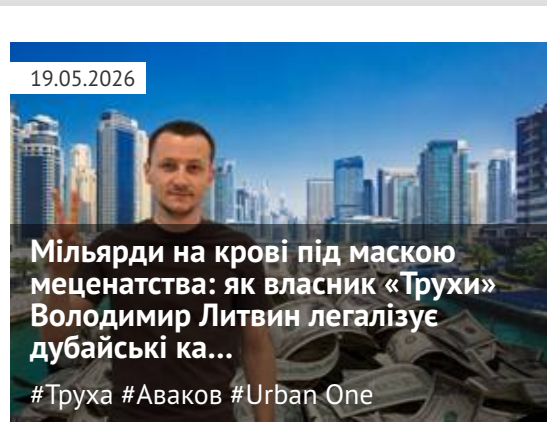 19.05.2026
Мільярди на крові під маскою
меценатства: як власник «Трухи»
Володимир Литвин легалізує
дубайські ка...
#Труха #Аваков #Urban One